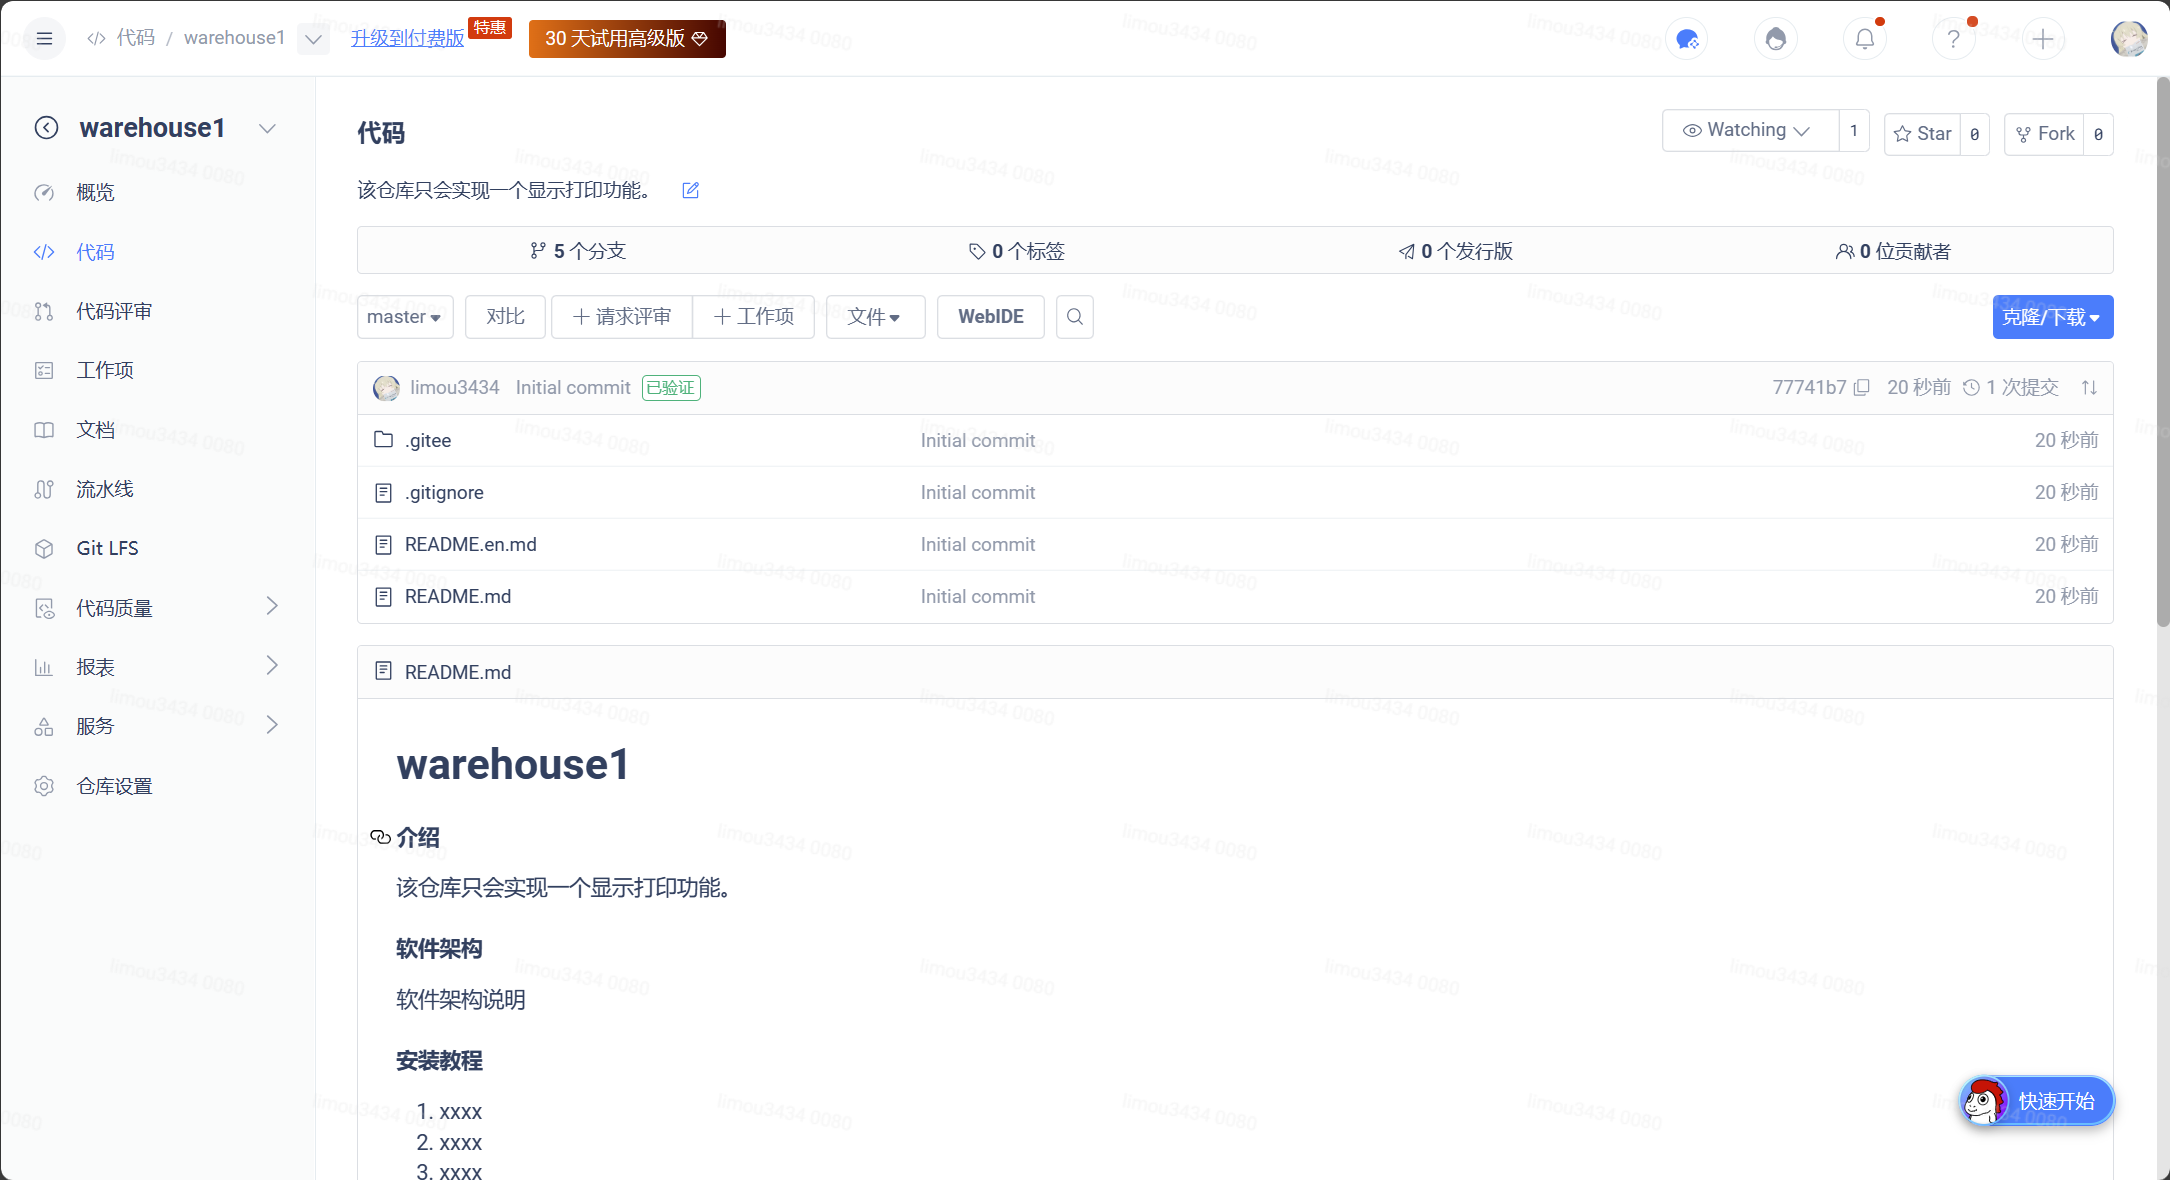 代码 / warehouse1 升级到付费版 特惠 30 天试用高级版
warehouse1
概览
代码
代码评审
工作项
文档
流水线
Git LFS
代码质量
报表
服务
仓库设置
代码
Watching 1 Star 0 Fork 0
该仓库只会实现一个显示打印功能。
5 个分支 0 个标签 0 个发行版 0 位贡献者
master 对比 请求评审 工作项 文件 WebIDE 克隆/下载
limou3434 Initial commit 已验证 77741b7 20 秒前 1 次提交
.gitee Initial commit 20 秒前
.gitignore Initial commit 20 秒前
README.en.md Initial commit 20 秒前
README.md Initial commit 20 秒前
README.md
warehouse1
介绍
该仓库只会实现一个显示打印功能。
软件架构
软件架构说明
安装教程
1. xxxx
2. xxxx
3. xxxx
快速开始
limou3434 0080